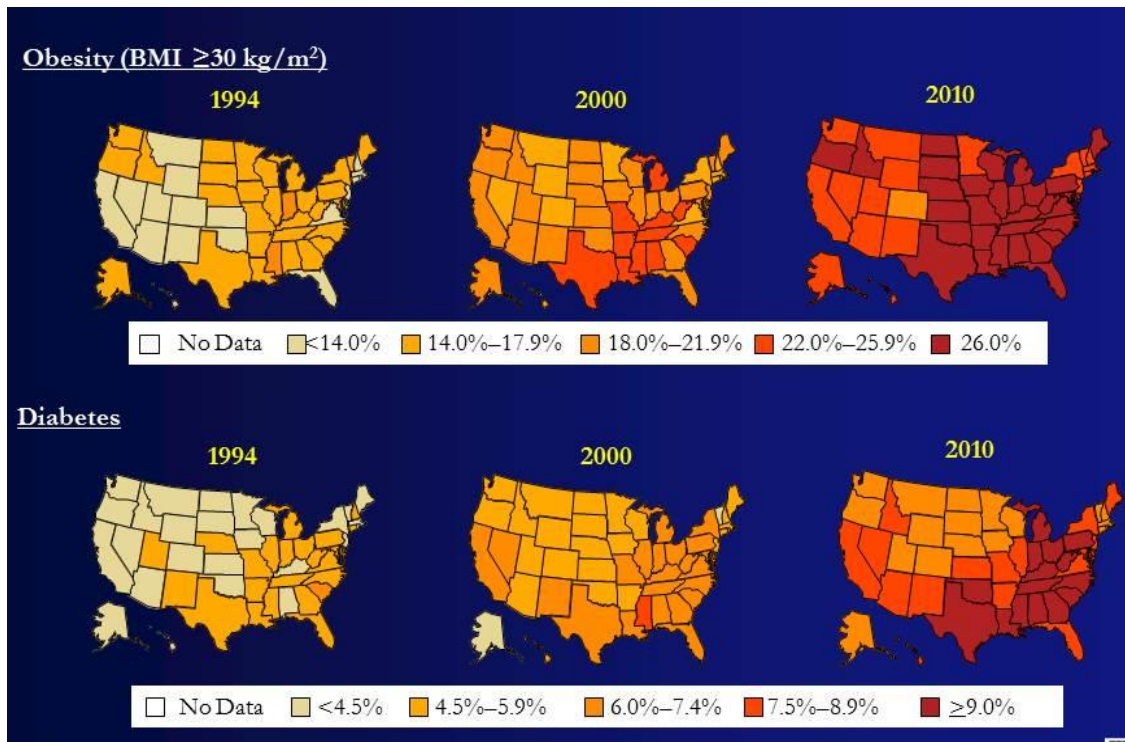 Obesity (BMI ≥30 kg/m²)
1994
2000
2010
No Data <14.0% 14.0%–17.9% 18.0%–21.9% 22.0%–25.9% 26.0%
Diabetes
1994
2000
2010
No Data <4.5% 4.5%–5.9% 6.0%–7.4% 7.5%–8.9% ≥9.0%